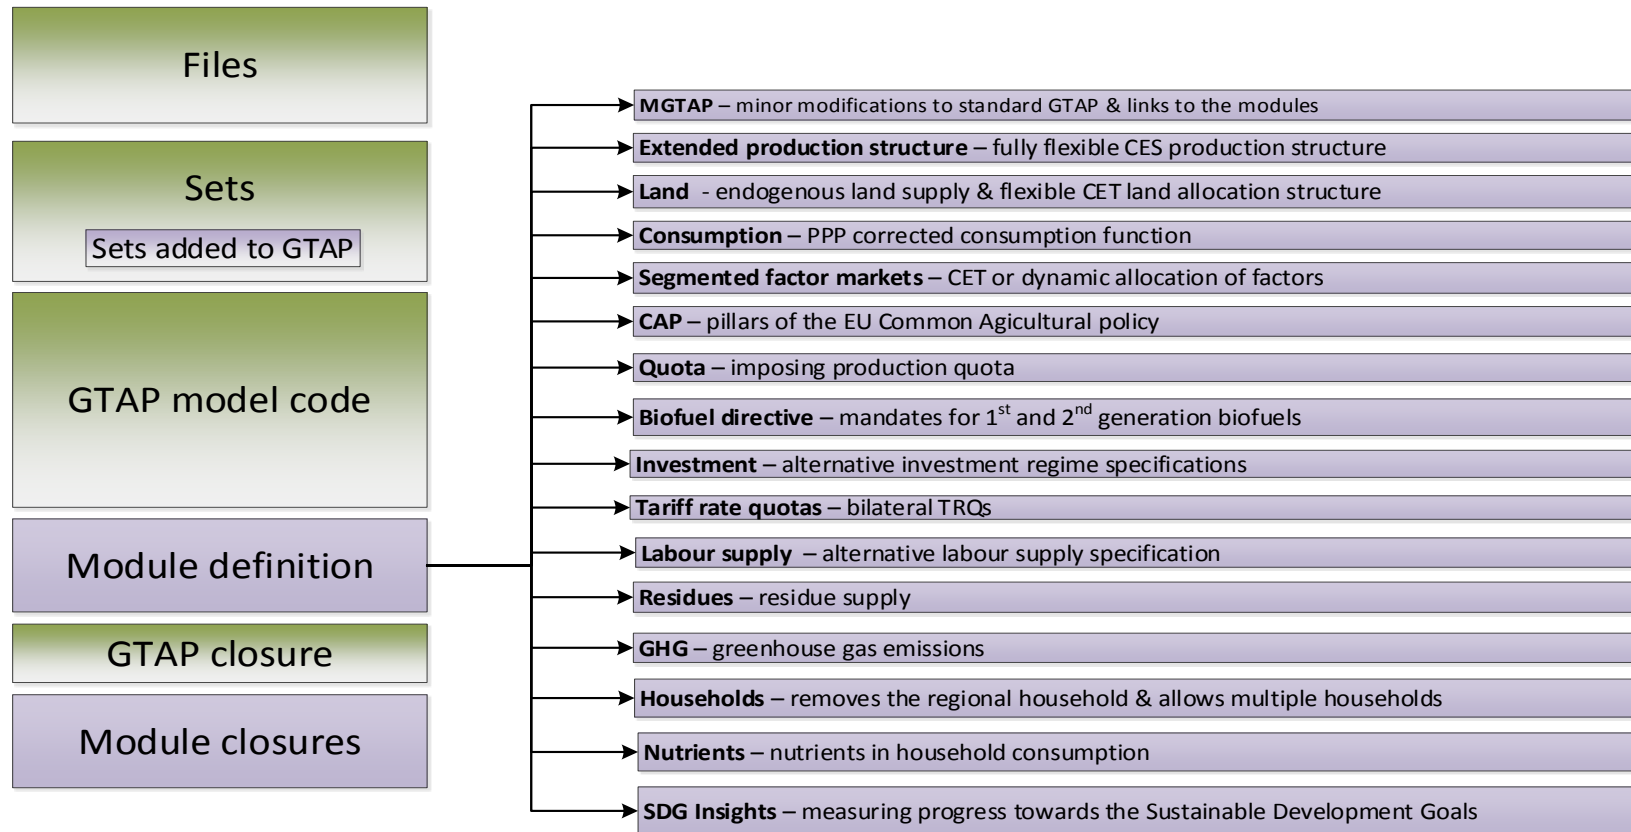 Files
Sets
Sets added to GTAP
GTAP model code
Module definition
GTAP closure
Module closures
MGTAP – minor modifications to standard GTAP & links to the modules
Extended production structure – fully flexible CES production structure
Land - endogenous land supply & flexible CET land allocation structure
Consumption – PPP corrected consumption function
Segmented factor markets – CET or dynamic allocation of factors
CAP – pillars of the EU Common Agicultural policy
Quota – imposing production quota
Biofuel directive – mandates for 1st and 2nd generation biofuels
Investment – alternative investment regime specifications
Tariff rate quotas – bilateral TRQs
Labour supply – alternative labour supply specification
Residues – residue supply
GHG – greenhouse gas emissions
Households – removes the regional household & allows multiple households
Nutrients – nutrients in household consumption
SDG Insights – measuring progress towards the Sustainable Development Goals